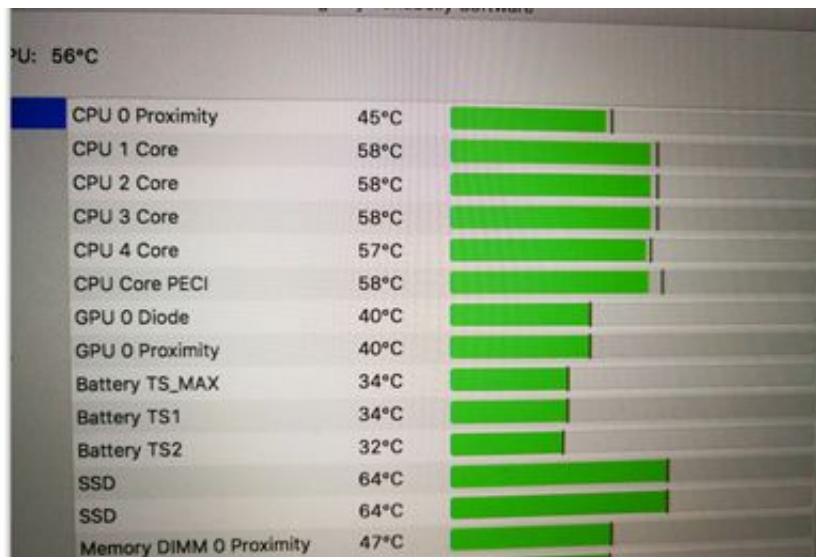 PU: 56°C
CPU 0 Proximity 45°C
CPU 1 Core 58°C
CPU 2 Core 58°C
CPU 3 Core 58°C
CPU 4 Core 57°C
CPU Core PECI 58°C
GPU 0 Diode 40°C
GPU 0 Proximity 40°C
Battery TS_MAX 34°C
Battery TS1 34°C
Battery TS2 32°C
SSD 64°C
SSD 64°C
Memory DIMM 0 Proximity 47°C